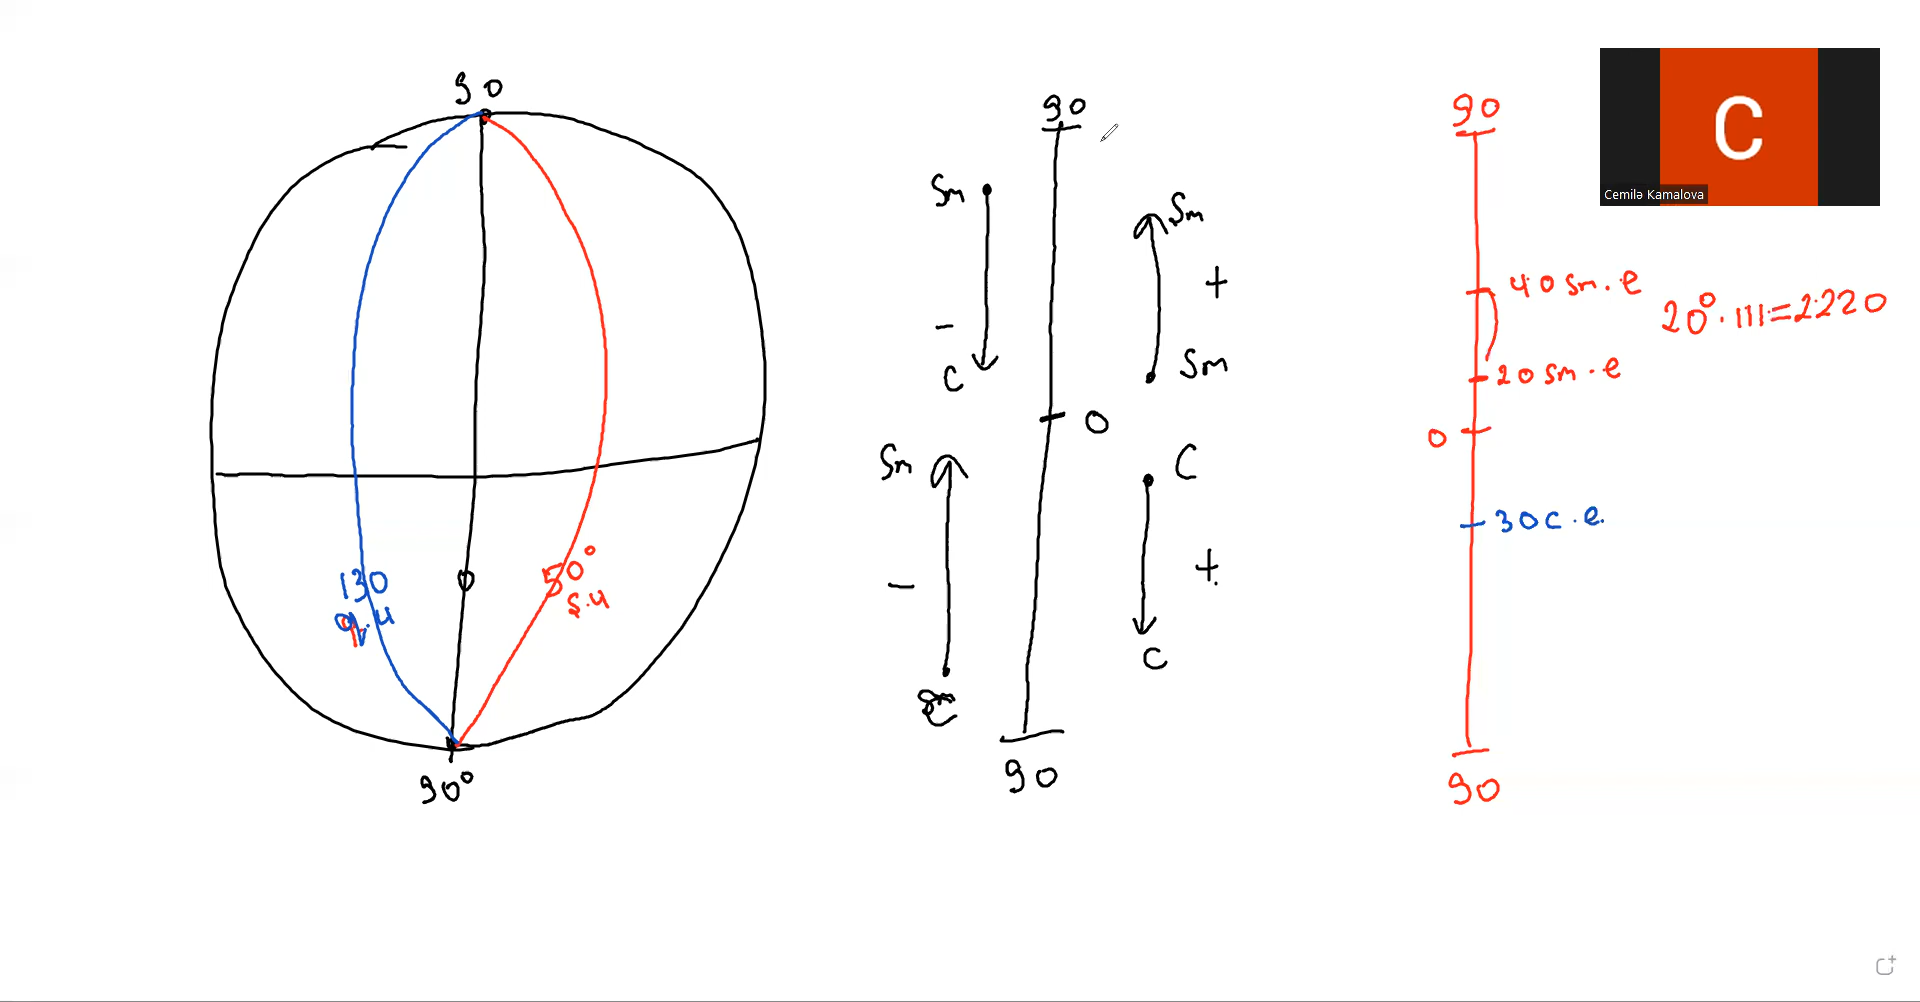 90
130
q.u
0
50°
ş.u
90°
90
Sm
-
C
Sm
+
Sm
0
Sm
-
C
+
C
90
90
40 Sm.e
20° · 111 = 2220
20 Sm.e
0
30 C.e.
90
C
Cemilə Kamalova